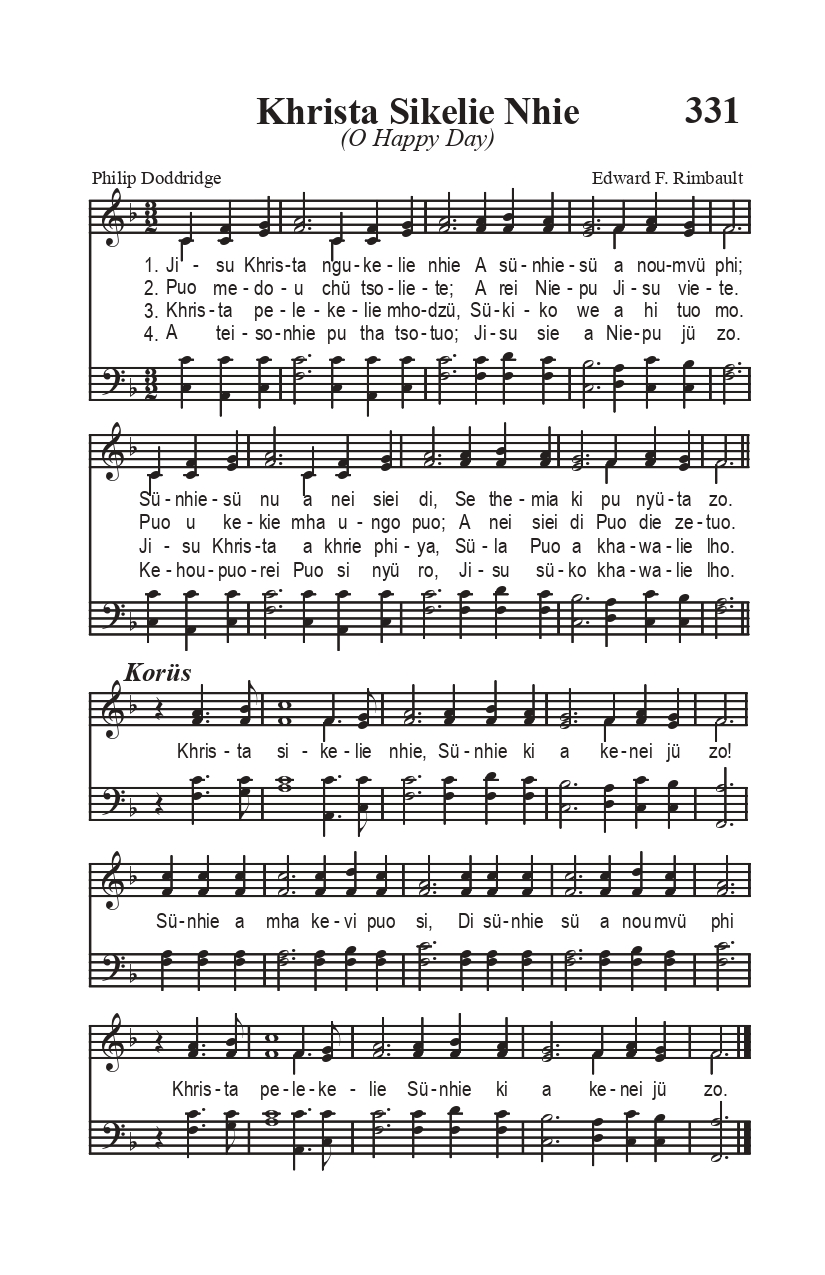 Khrista Sikelie Nhie 331
(O Happy Day)
Philip Doddridge Edward F. Rimbault
1. Ji - su Khris-ta ngu-ke-lie nhie A sü-nhie-sü a nou-mvü phi;
2. Puo me-do-u chü tso-lie-te; A rei Nie-pu Ji-su vie-te.
3. Khris-ta pe-le-ke-lie mho-dzü, Sü-ki-ko we a hi tuo mo.
4. A tei-so-nhie pu tha tso-tuo; Ji-su sie a Nie-pu jü zo.
Sü-nhie-sü nu a nei siei di, Se the-mia ki pu nyü-ta zo.
Puo u ke-kie mha u-ngo puo; A nei siei di Puo die ze-tuo.
Ji - su Khris-ta a khrie phi-ya, Sü-la Puo a kha-wa-lie lho.
Ke-hou-puo-rei Puo si nyü ro, Ji-su sü-ko kha-wa-lie lho.
Korüs
Khris - ta si - ke - lie nhie, Sü-nhie ki a ke-nei jü zo!
Sü-nhie a mha ke-vi puo si, Di sü-nhie sü a noumvü phi
Khris-ta pe-le-ke - lie Sü-nhie ki a ke-nei jü zo.